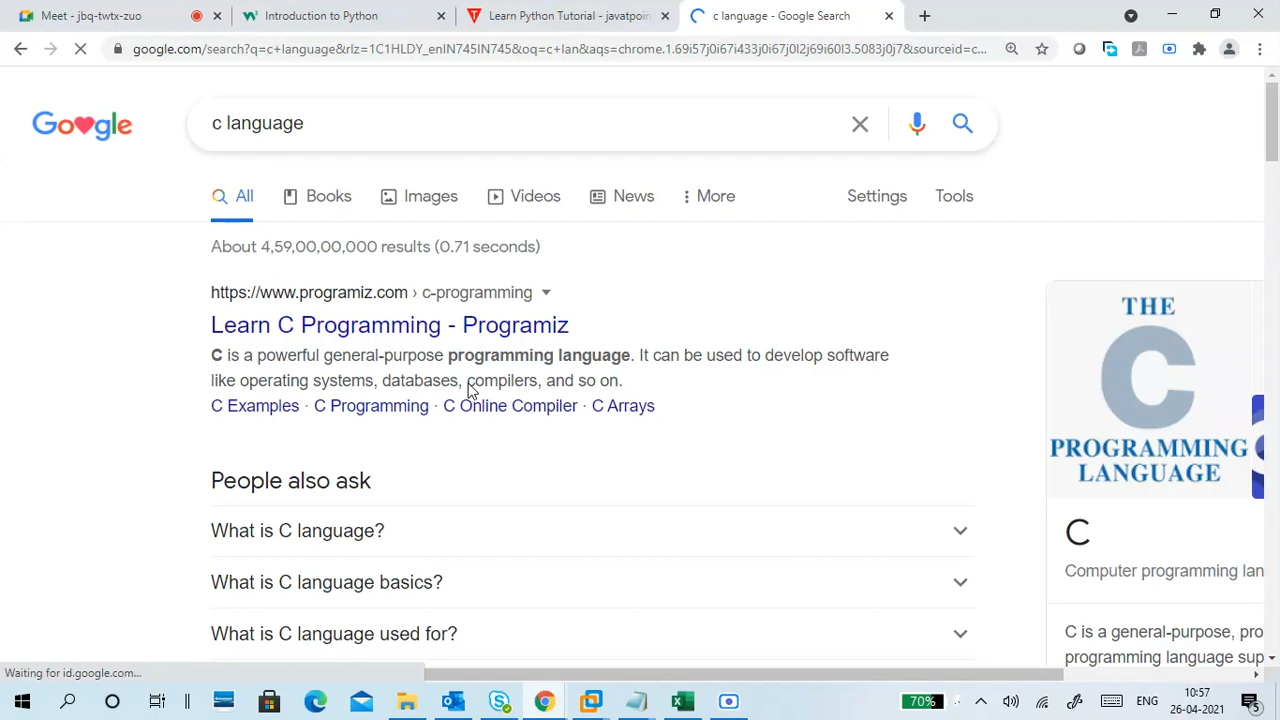 Meet - jbq-twtx-zuo
Introduction to Python
Learn Python Tutorial - javatpoint
c language - Google Search
google.com/search?q=c+language&rlz=1C1HLDY_enIN745IN745&oq=c+lan&aqs=chrome.1.69i57j0i67i433j0i67j0l2j69i60l3.5083j0j7&sourceid=c...
Google
c language
All
Books
Images
Videos
News
More
Settings
Tools
About 4,59,00,00,000 results (0.71 seconds)
https://www.programiz.com › c-programming
Learn C Programming - Programiz
C is a powerful general-purpose programming language. It can be used to develop software
like operating systems, databases, compilers, and so on.
C Examples · C Programming · C Online Compiler · C Arrays
People also ask
What is C language?
What is C language basics?
What is C language used for?
THE
C
PROGRAMMING
LANGUAGE
C
Computer programming lan
C is a general-purpose, pro
programming language sup
Waiting for id.google.com...
70%
ENG
10:57
26-04-2021
5